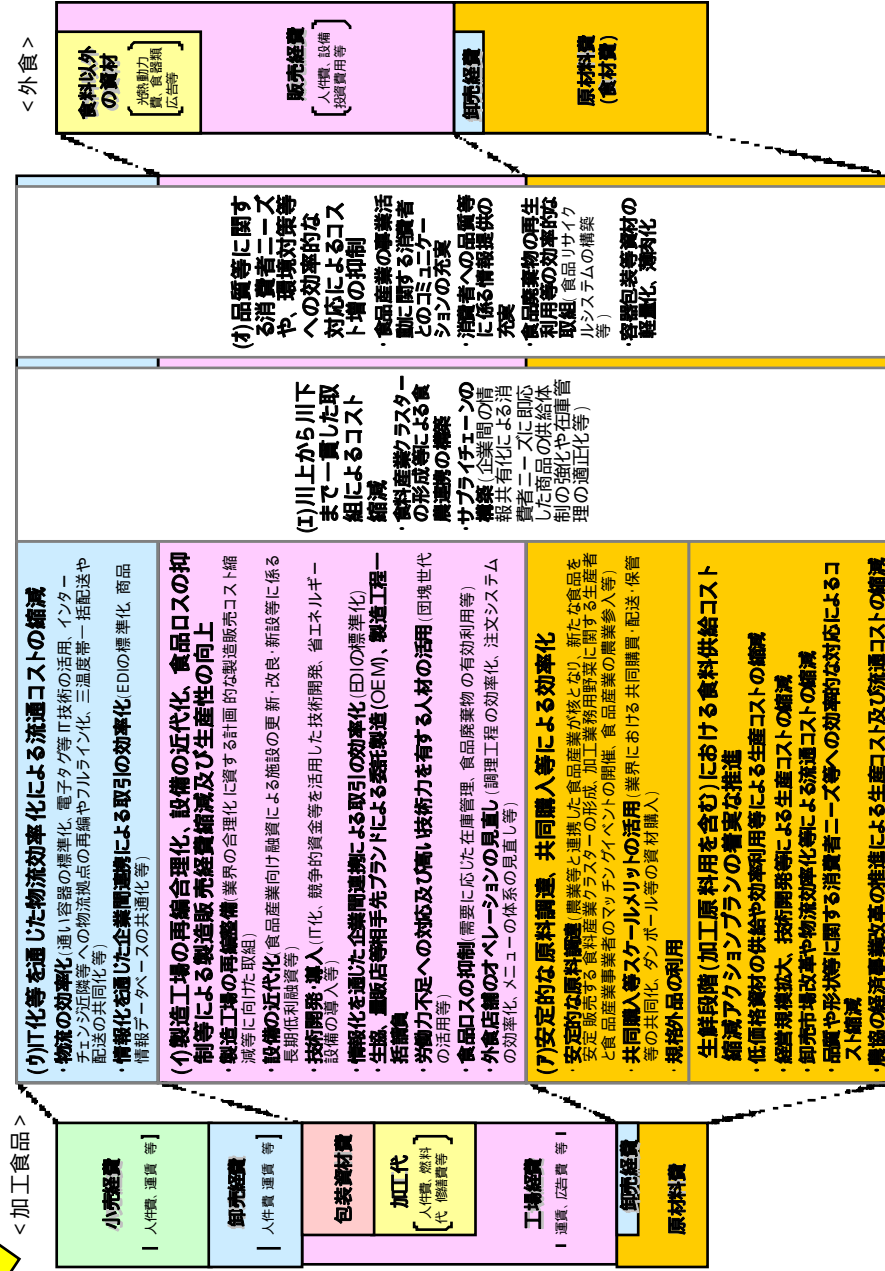 <加工食品>
小売経費
人件費、運賃 等
卸売経費
人件費 運賃 等
包装資材費
加工代
人件費、燃料
代 修繕費等
工場経費
運賃、広告費 等
卸売経費
原材料費
(ウ)IT化等を通じた物流効率化による流通コストの縮減
・物流の効率化(通い容器の標準化、電子タグ等IT技術の活用、インター
チェンジ近隣等への物流拠点の再編やフルライン化、三温度帯一括配送や
配送の共同化等)
・情報化を通じた企業間連携による取引の効率化(EDIの標準化 商品
情報データベースの共通化等)
(イ)製造工場の再編合理化、設備の近代化、食品ロスの抑
制等による製造販売経費縮減及び生産性の向上
・製造工場の再編整備(業界の合理化に資する計画的な製造販売コスト縮
減等に向けた取組)
・設備の近代化(食品産業向け融資による施設の更新・改良・新設等に係る
長期低利融資等)
・技術開発・導入(IT化、競争的資金等を活用した技術開発、省エネルギー
設備の導入等)
・情報化を通じた企業間連携による取引の効率化(EDIの標準化)
・生協、量販店等相手先ブランドによる委託製造(OEM)、製造工程一
括請負
・労働力不足への対応及び高い技術力を有する人材の活用(団塊世代
の活用等)
・食品ロスの抑制(需要に応じた在庫管理、食品廃棄物の有効利用等)
・外食店舗のオペレーションの見直し(調理工程の効率化、注文システム
の効率化、メニューの体系の見直し等)
(ア)安定的な原料調達、共同購入等による効率化
・安定的な原料調達(農業等と連携した食品産業が核となり、新たな食品を
安定販売する食料産業クラスターの形成、加工業務用野菜に関する生産者
と食品産業事業者のマッチングイベントの開催、食品産業の農業参入等)
・共同購入等スケールメリットの活用(業界における共同購買・配送・保管
等の共同化、ダンボール等の資材購入)
・規格外品の利用
生鮮段階(加工原料用を含む)における食料供給コスト
縮減アクションプランの着実な推進
・低価格資材の供給や効率利用等による生産コストの縮減
・経営規模拡大、技術開発等による生産コストの縮減
・卸売市場改革や物流効率化等による流通コストの縮減
・品質や形状等に関する消費者ニーズ等への効率的な対応によるコ
スト縮減
・農協の経済事業改革の推進による生産コスト及び流通コストの縮減
(エ)川上から川下
まで一貫した取
組によるコスト
縮減
・食料産業クラスター
の形成等による食
農連携の構築
・サプライチェーンの
構築(企業間の情
報共有化による消
費者ニーズに即応
した商品の供給体
制の強化や在庫管
理の適正化等)
(オ)品質等に関す
る消費者ニーズ
や、環境対策等
への効率的な
対応によるコス
ト増の抑制
・食品産業の事業活
動に関する消費者
とのコミュニケー
ションの充実
・消費者への品質等
に係る情報提供の
充実
・食品廃棄物の再生
利用等の効率的な
取組(食品リサイク
ルシステムの構築
等)
・容器包装等資材の
軽量化、薄肉化
<外食>
食料以外
の資材
光熱動力
費、食器類
広告等
販売経費
人件費、設備
投資費用等
卸売経費
原材料費
(食材費)